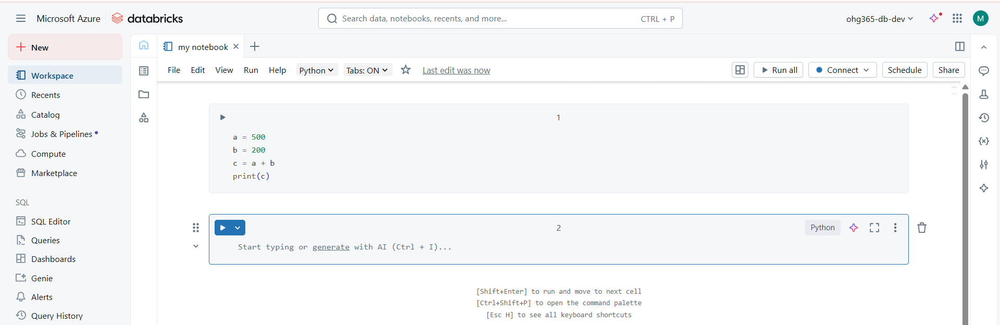 Microsoft Azure databricks
Search data, notebooks, recents, and more... CTRL + P
ohg365-db-dev
M
New
Workspace
Recents
Catalog
Jobs & Pipelines
Compute
Marketplace
SQL
SQL Editor
Queries
Dashboards
Genie
Alerts
Query History
my notebook
File Edit View Run Help Python Tabs: ON Last edit was now
Run all Connect Schedule Share
1
a = 500
b = 200
c = a + b
print(c)
2
Python
Start typing or generate with AI (Ctrl + I)...
[Shift+Enter] to run and move to next cell
[Ctrl+Shift+P] to open the command palette
[Esc H] to see all keyboard shortcuts